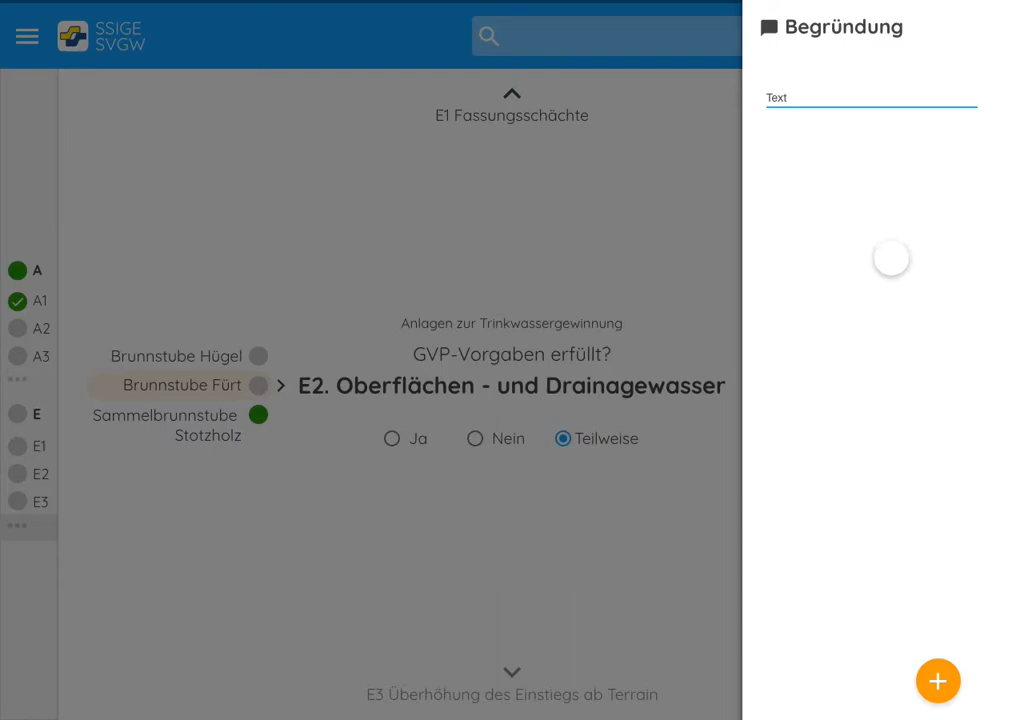 SSIGE
SVGW
Begründung
Text
E1 Fassungsschächte
A
A1
A2
A3
E
E1
E2
E3
Brunnstube Hügel
Brunnstube Fürt
Sammelbrunnstube
Stotzholz
Anlagen zur Trinkwassergewinnung
GVP-Vorgaben erfüllt?
E2. Oberflächen - und Drainagewasser
Ja Nein Teilweise
E3 Überhöhung des Einstiegs ab Terrain